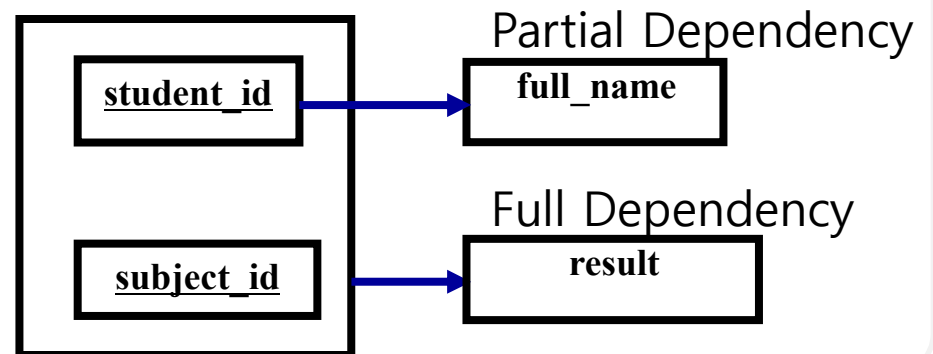 Partial Dependency
student_id
full_name
Full Dependency
subject_id
result